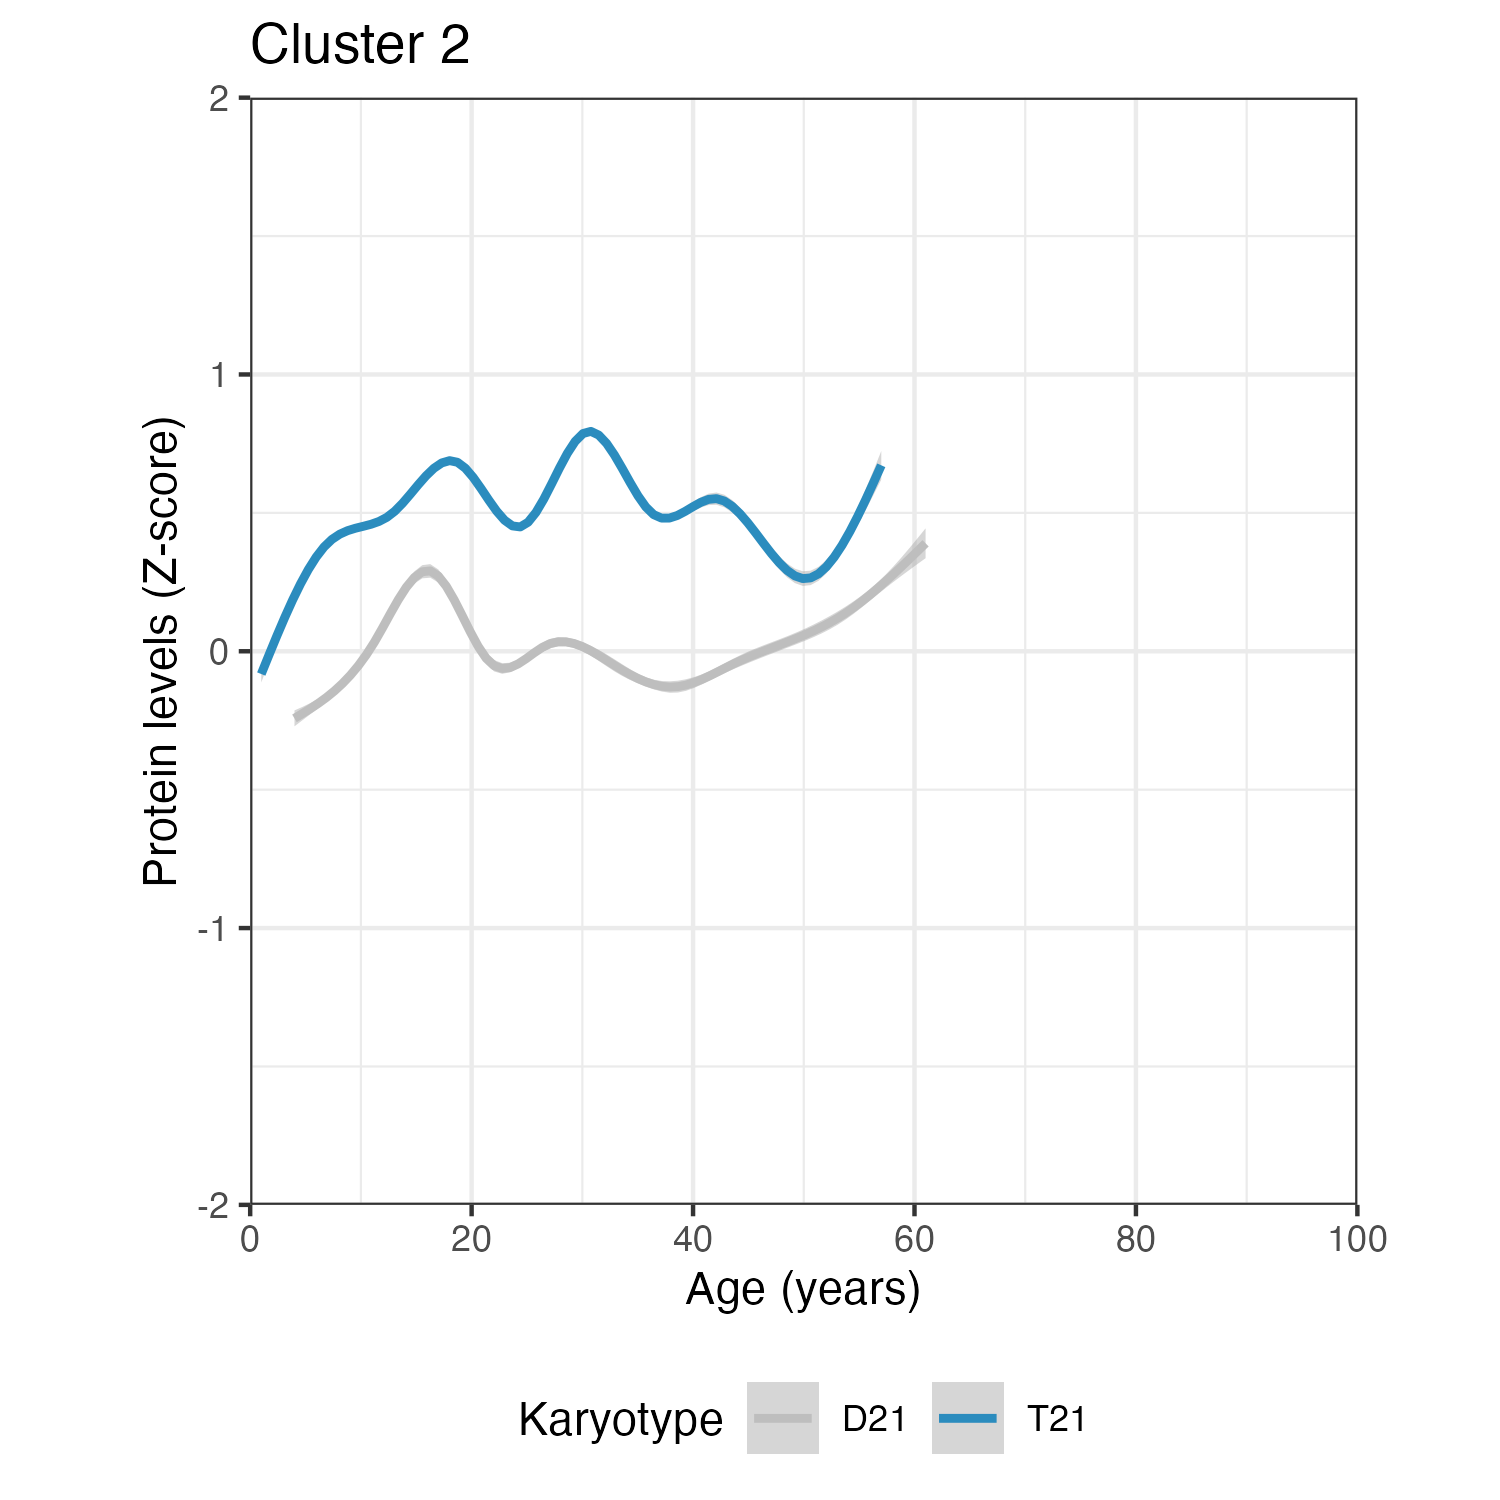 Cluster 2
2
1
0
-1
-2
Protein levels (Z-score)
0 20 40 60 80 100
Age (years)
Karyotype D21 T21